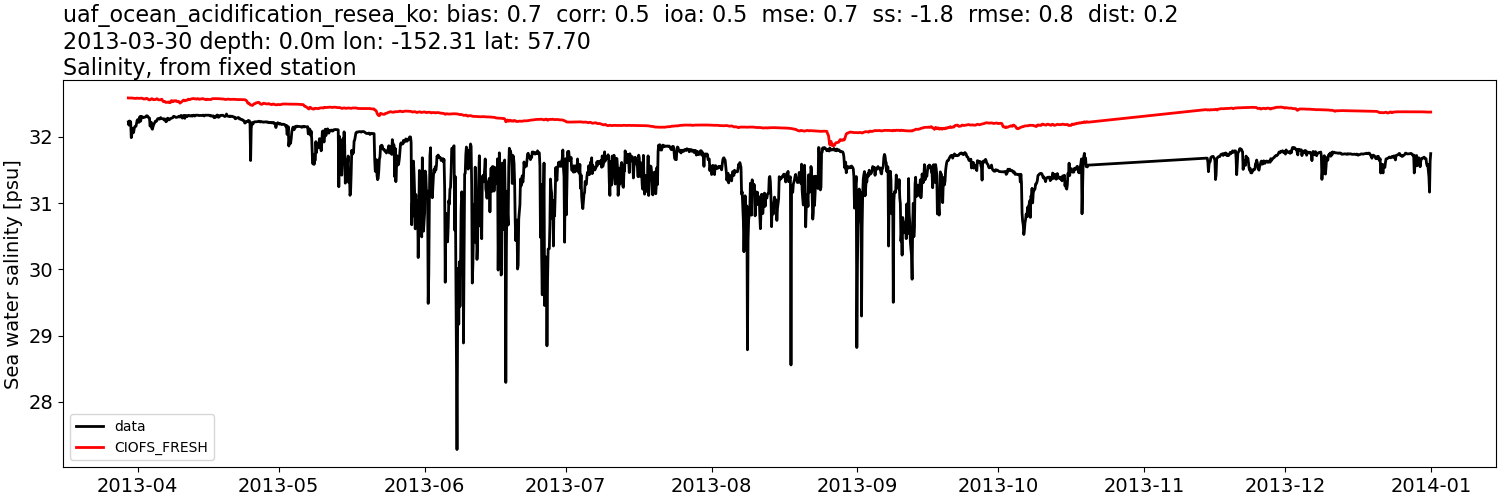 uaf_ocean_acidification_resea_ko: bias: 0.7  corr: 0.5  ioa: 0.5  mse: 0.7  ss: -1.8  rmse: 0.8  dist: 0.2
2013-03-30 depth: 0.0m lon: -152.31 lat: 57.70
Salinity, from fixed station
Sea water salinity [psu]
32
31
30
29
28
data
CIOFS_FRESH
2013-04 2013-05 2013-06 2013-07 2013-08 2013-09 2013-10 2013-11 2013-12 2014-01